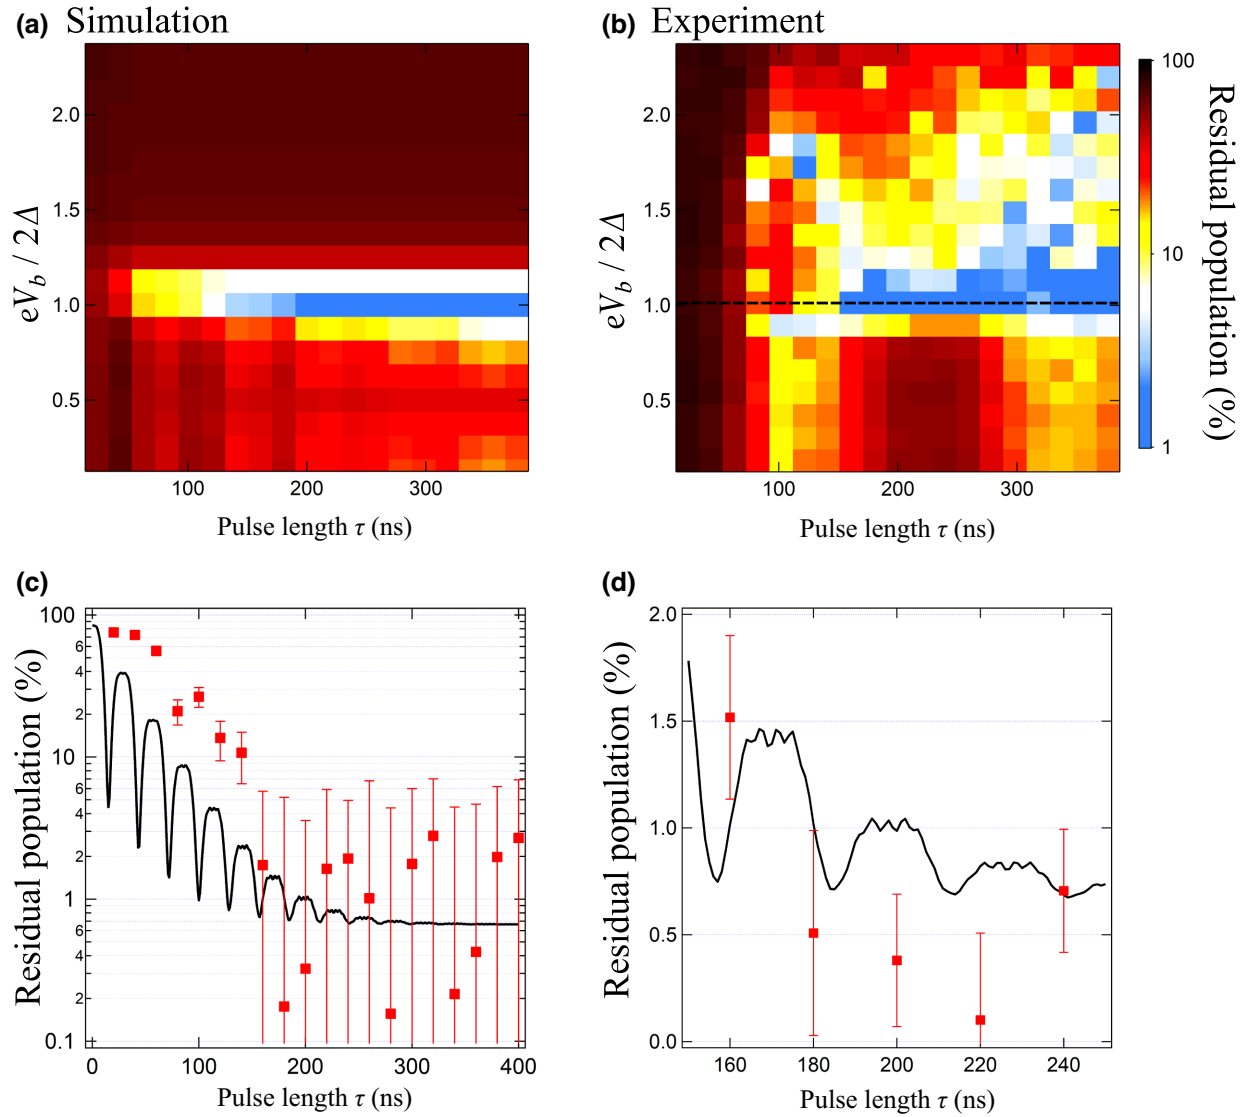 (a) Simulation
2.0
1.5
1.0
0.5
eV_b / 2Δ
100 200 300
Pulse length τ (ns)
(b) Experiment
2.0
1.5
1.0
0.5
eV_b / 2Δ
100 200 300
Pulse length τ (ns)
100
10
1
Residual population (%)
(c)
100
6
4
2
10
6
4
2
1
6
4
2
0.1
Residual population (%)
0 100 200 300 400
Pulse length τ (ns)
(d)
2.0
1.5
1.0
0.5
0.0
Residual population (%)
160 180 200 220 240
Pulse length τ (ns)